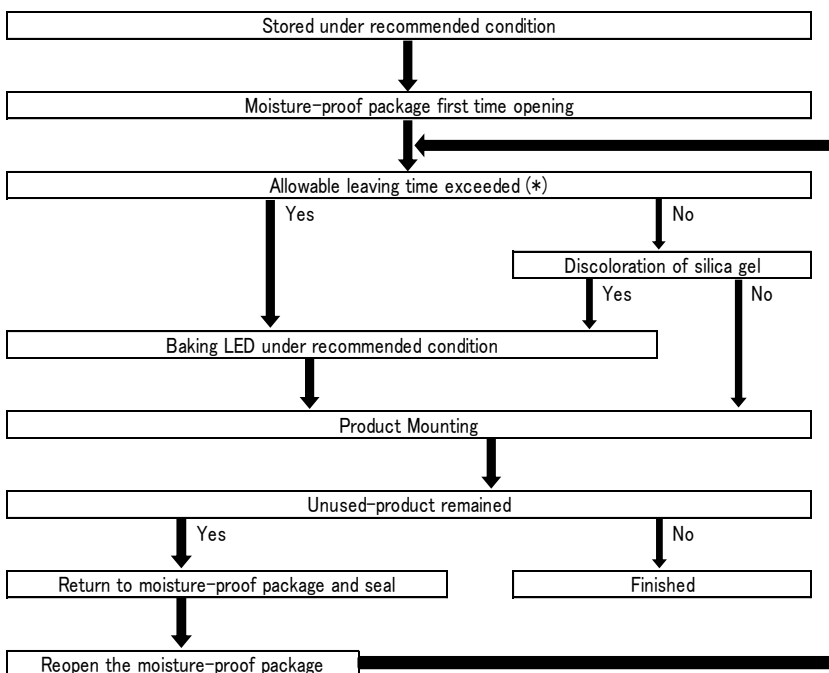 Stored under recommended condition
Moisture-proof package first time opening
Allowable leaving time exceeded (*)
Yes
No
Discoloration of silica gel
Yes
No
Baking LED under recommended condition
Product Mounting
Unused-product remained
Yes
No
Return to moisture-proof package and seal
Finished
Reopen the moisture-proof package